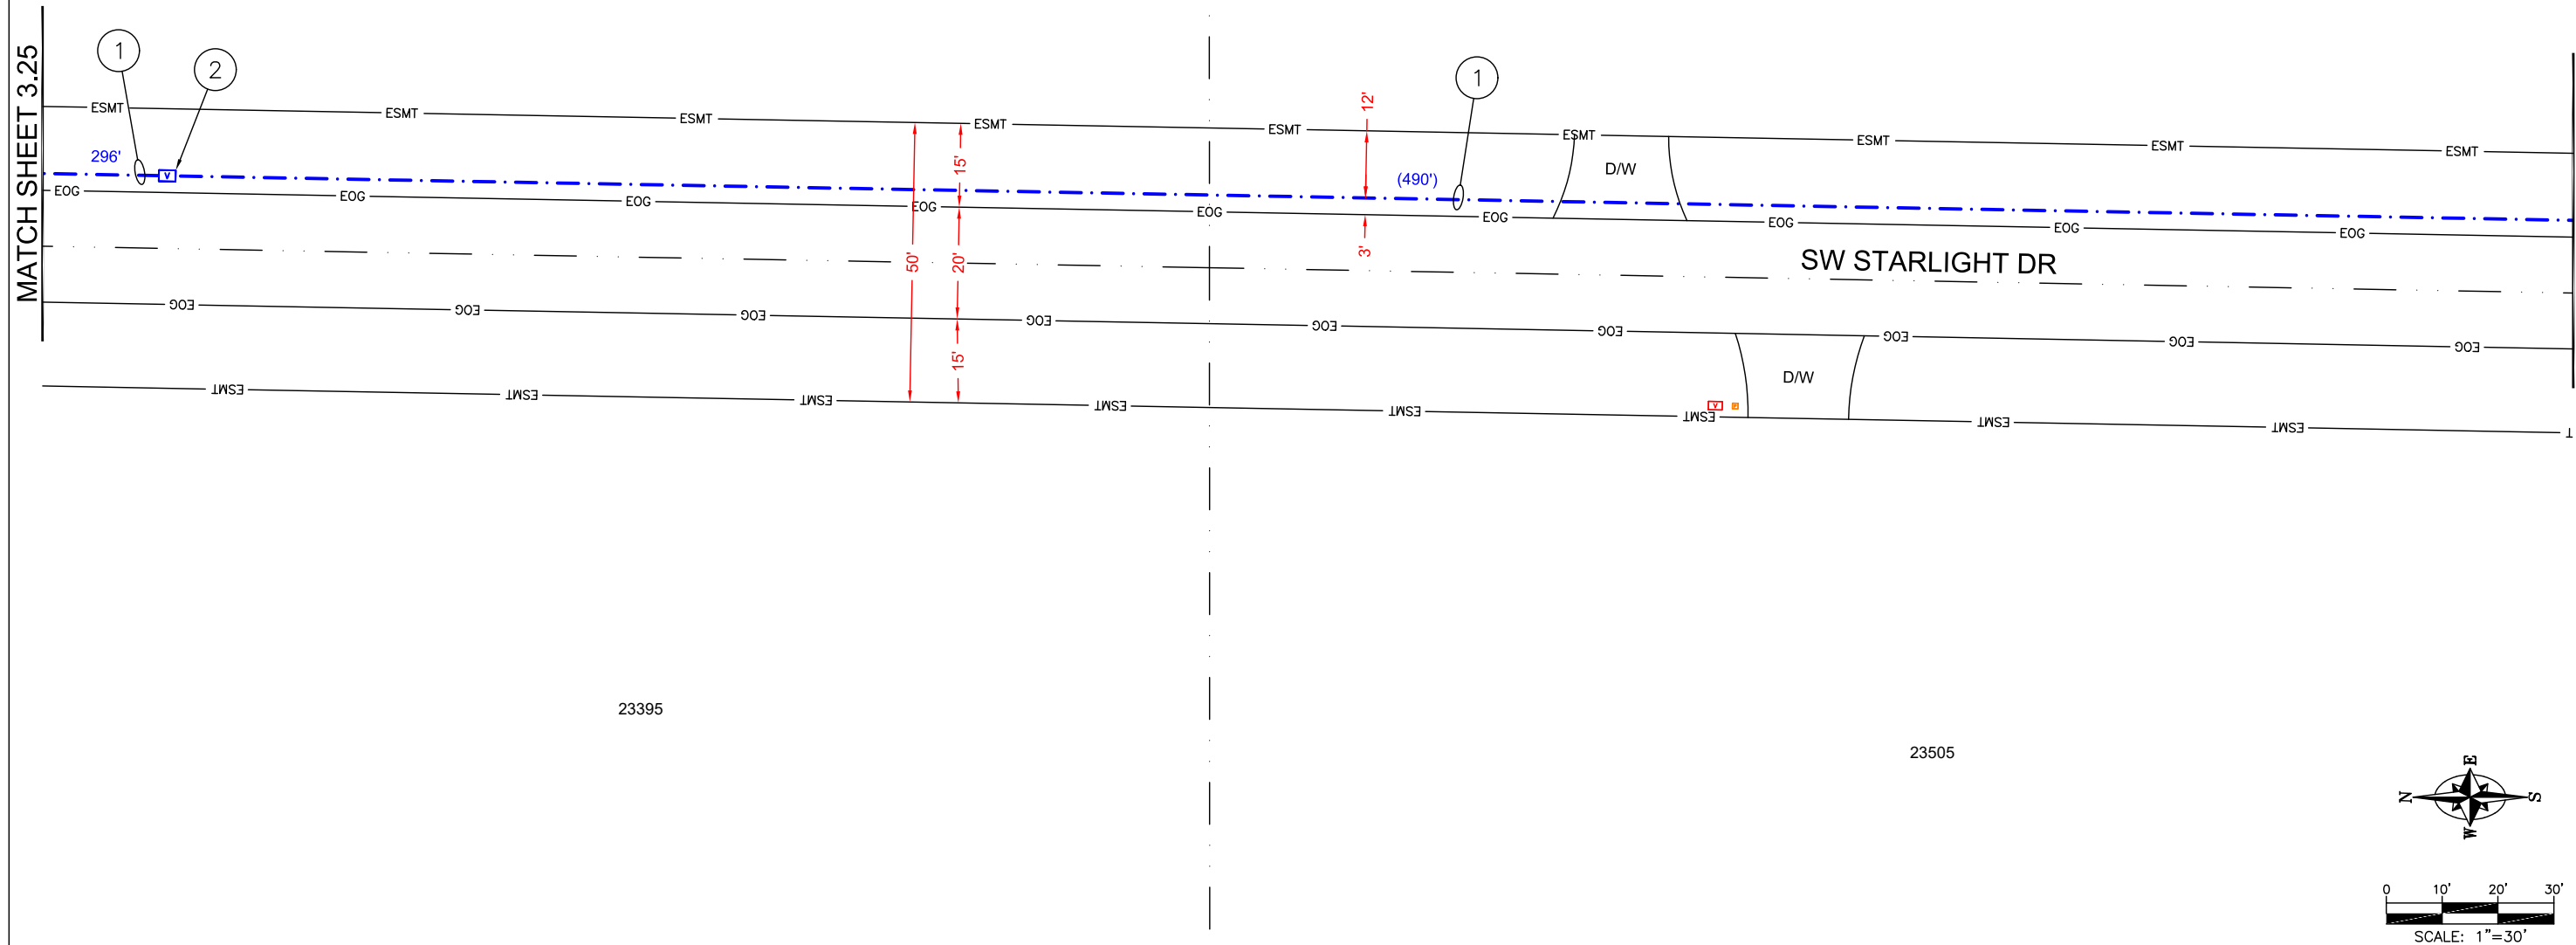 MATCH SHEET 3.25
1
2
1
ESMT ESMT ESMT ESMT ESMT ESMT ESMT ESMT ESMT
12'
296'
V
15'
(490')
D/W
EOG EOG EOG EOG EOG EOG EOG EOG EOG
50'
20'
3'
SW STARLIGHT DR
EOG EOG EOG EOG EOG EOG EOG EOG EOG
15'
D/W
V
ESMT ESMT ESMT ESMT ESMT ESMT ESMT ESMT T
23395
23505
E
N S
W
0 10' 20' 30'
SCALE: 1"=30'